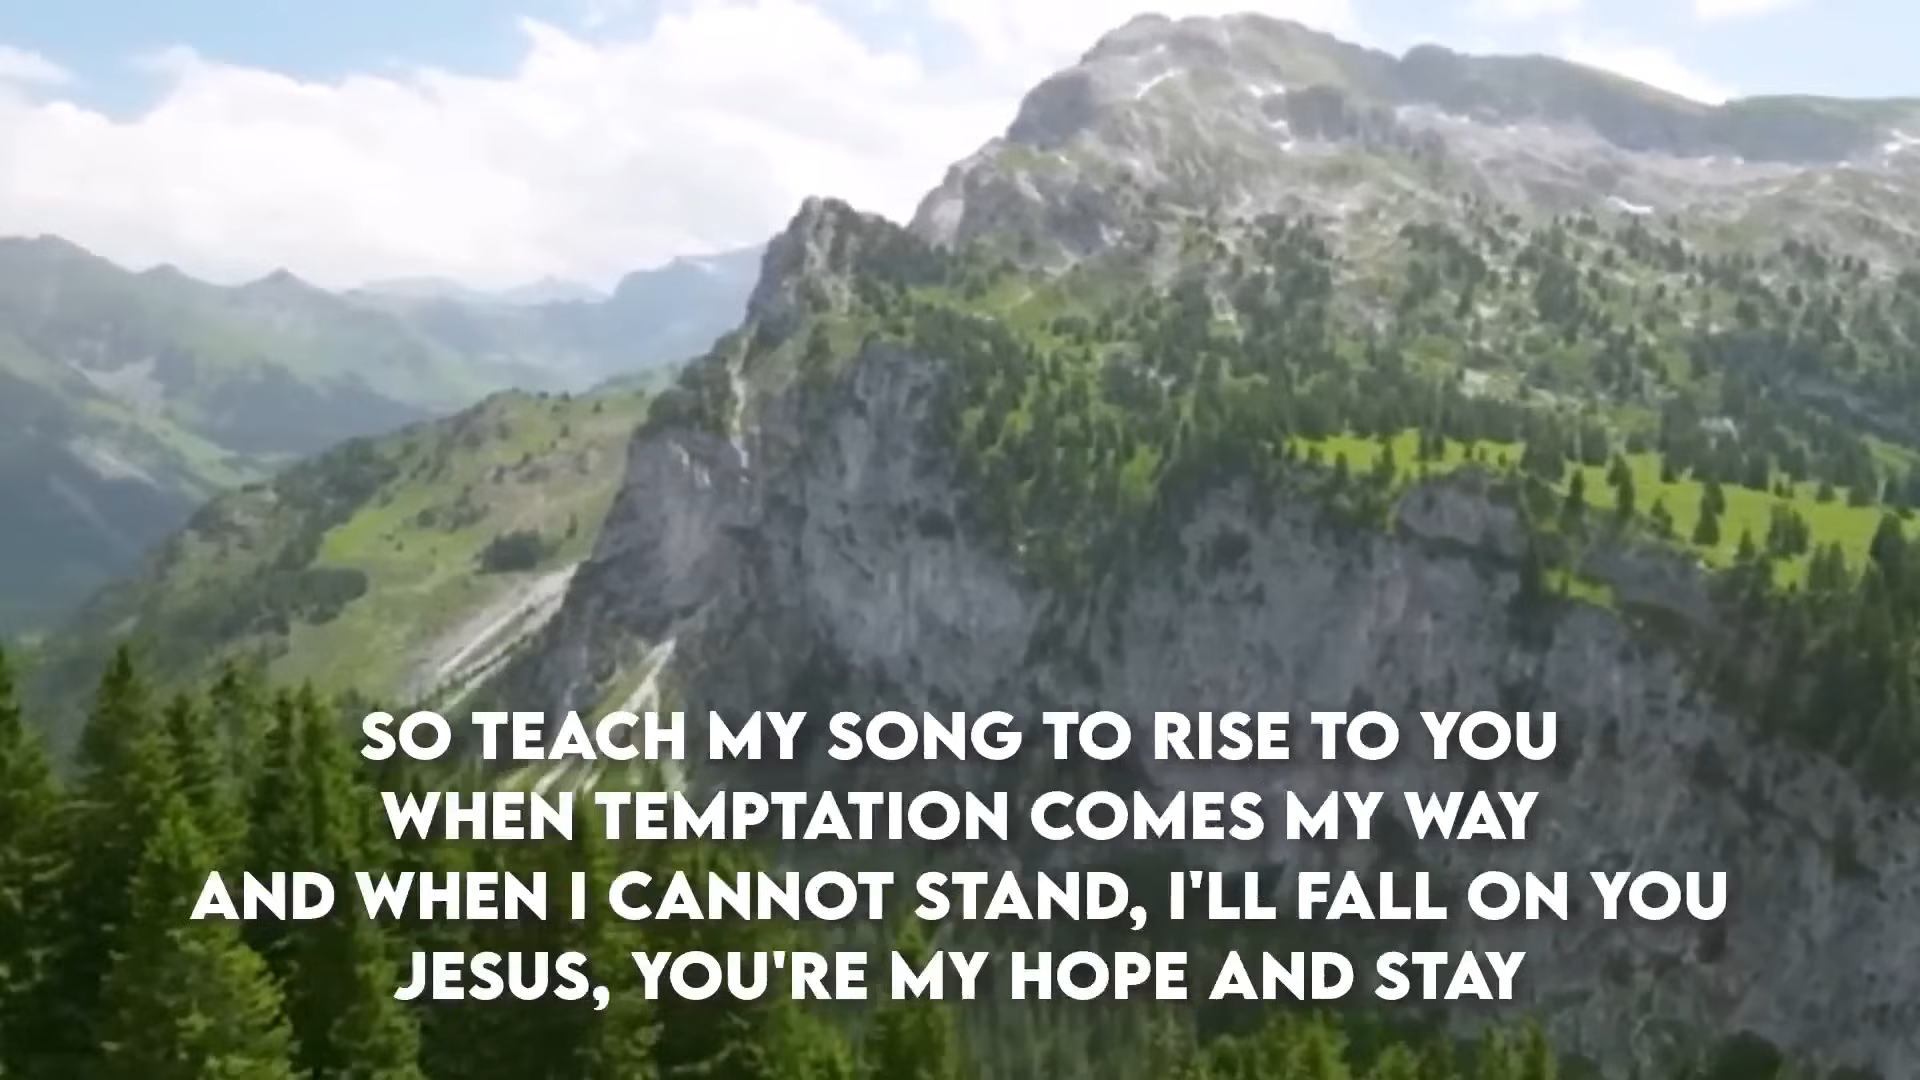 SO TEACH MY SONG TO RISE TO YOU
WHEN TEMPTATION COMES MY WAY
AND WHEN I CANNOT STAND, I'LL FALL ON YOU
JESUS, YOU'RE MY HOPE AND STAY